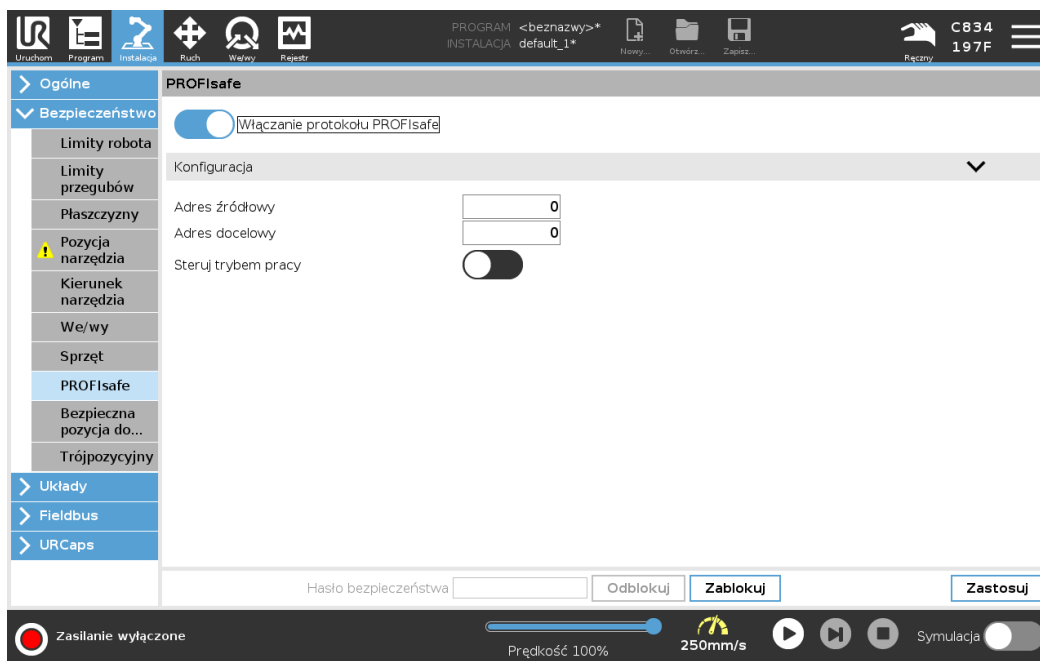 PROGRAM <beznazwy>*
INSTALACJA default_1*
Uruchom
Program
Instalacja
Ruch
We/wy
Rejestr
Nowy...
Otwórz...
Zapisz...
Ręczny
C834
197F
Ogólne
Bezpieczeństwo
Limity robota
Limity
przegubów
Płaszczyzny
Pozycja
narzędzia
Kierunek
narzędzia
We/wy
Sprzęt
PROFIsafe
Bezpieczna
pozycja do...
Trójpozycyjny
Układy
Fieldbus
URCaps
PROFIsafe
Włączanie protokołu PROFIsafe
Konfiguracja
Adres źródłowy 0
Adres docelowy 0
Steruj trybem pracy
Hasło bezpieczeństwa
Odblokuj
Zablokuj
Zastosuj
Zasilanie wyłączone
Prędkość 100%
250mm/s
Symulacja